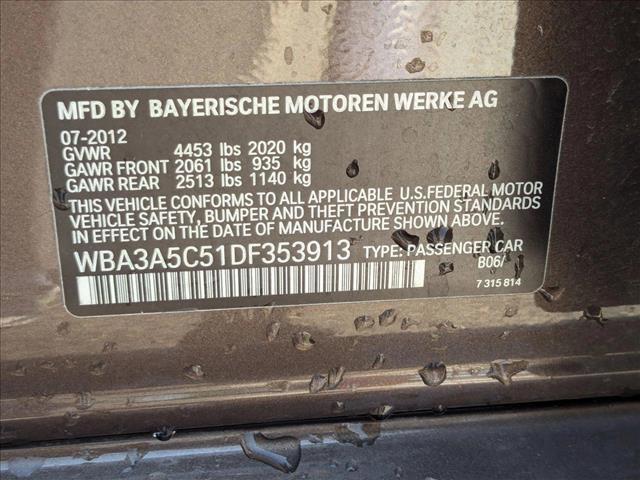 MFD BY BAYERISCHE MOTOREN WERKE AG
07-2012
GVWR 4453 lbs 2020 kg
GAWR FRONT 2061 lbs 935 kg
GAWR REAR 2513 lbs 1140 kg
THIS VEHICLE CONFORMS TO ALL APPLICABLE U.S.FEDERAL MOTOR
VEHICLE SAFETY, BUMPER AND THEFT PREVENTION STANDARDS
IN EFFECT ON THE DATE OF MANUFACTURE SHOWN ABOVE.
WBA3A5C51DF353913 TYPE: PASSENGER CAR
B06/
7 315 814